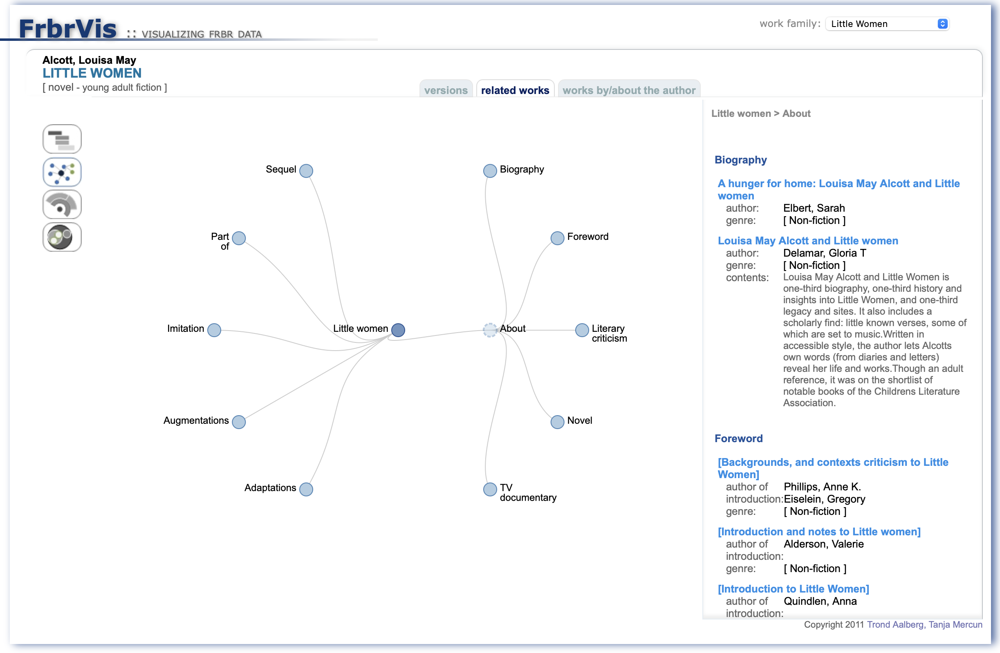 FrbrVis :: VISUALIZING FRBR DATA
work family: Little Women
Alcott, Louisa May
LITTLE WOMEN
[ novel - young adult fiction ]
versions
related works
works by/about the author
Sequel
Part
of
Imitation
Augmentations
Adaptations
Little women
About
Biography
Foreword
Literary
criticism
Novel
TV
documentary
Little women > About
Biography
A hunger for home: Louisa May Alcott and Little
women
author: Elbert, Sarah
genre: [ Non-fiction ]
Louisa May Alcott and Little women
author: Delamar, Gloria T
genre: [ Non-fiction ]
contents: Louisa May Alcott and Little Women is
one-third biography, one-third history and
insights into Little Women, and one-third
legacy and sites. It also includes a
scholarly find: little known verses, some of
which are set to music.Written in
accessible style, the author lets Alcotts
own words (from diaries and letters)
reveal her life and works.Though an adult
reference, it was on the shortlist of
notable books of the Childrens Literature
Association.
Foreword
[Backgrounds, and contexts criticism to Little
Women]
author of Phillips, Anne K.
introduction:Eiselein, Gregory
genre: [ Non-fiction ]
[Introduction and notes to Little women]
author of Alderson, Valerie
introduction:
genre: [ Non-fiction ]
[Introduction to Little Women]
author of Quindlen, Anna
introduction:
Copyright 2011 Trond Aalberg, Tanja Mercun